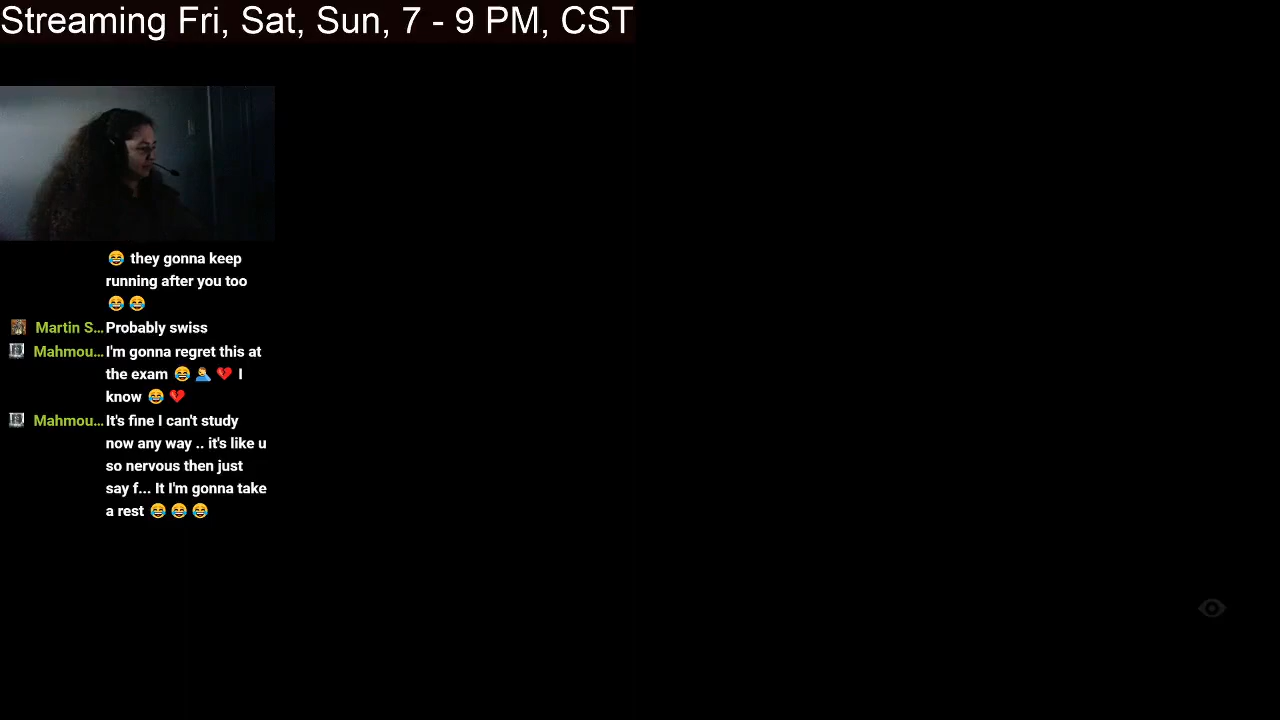 Streaming Fri, Sat, Sun, 7 - 9 PM, CST
😂 they gonna keep
running after you too
😂 😂
Martin S... Probably swiss
Mahmou... I'm gonna regret this at
the exam 😂 🤦‍♂️ 💔 I
know 😂 💔
Mahmou... It's fine I can't study
now any way .. it's like u
so nervous then just
say f... It I'm gonna take
a rest 😂 😂 😂